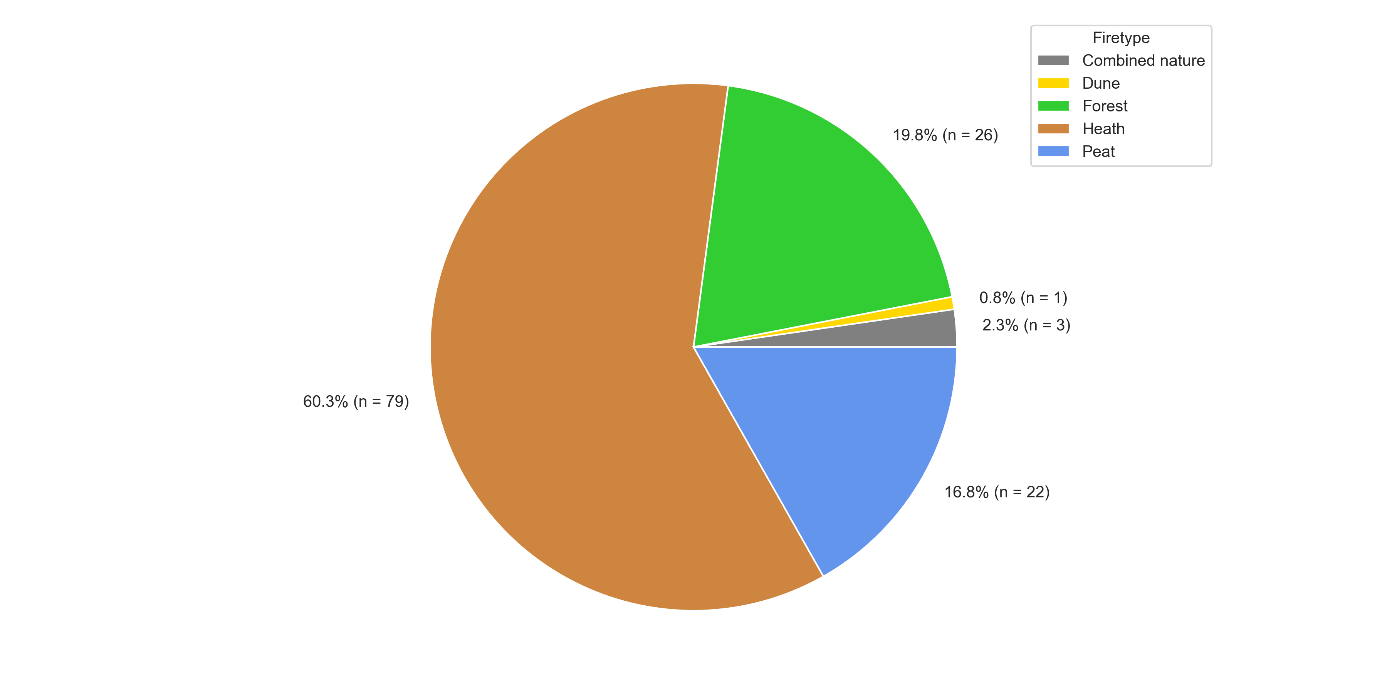 Firetype
Combined nature
Dune
Forest
Heath
Peat
19.8% (n = 26)
0.8% (n = 1)
2.3% (n = 3)
60.3% (n = 79)
16.8% (n = 22)